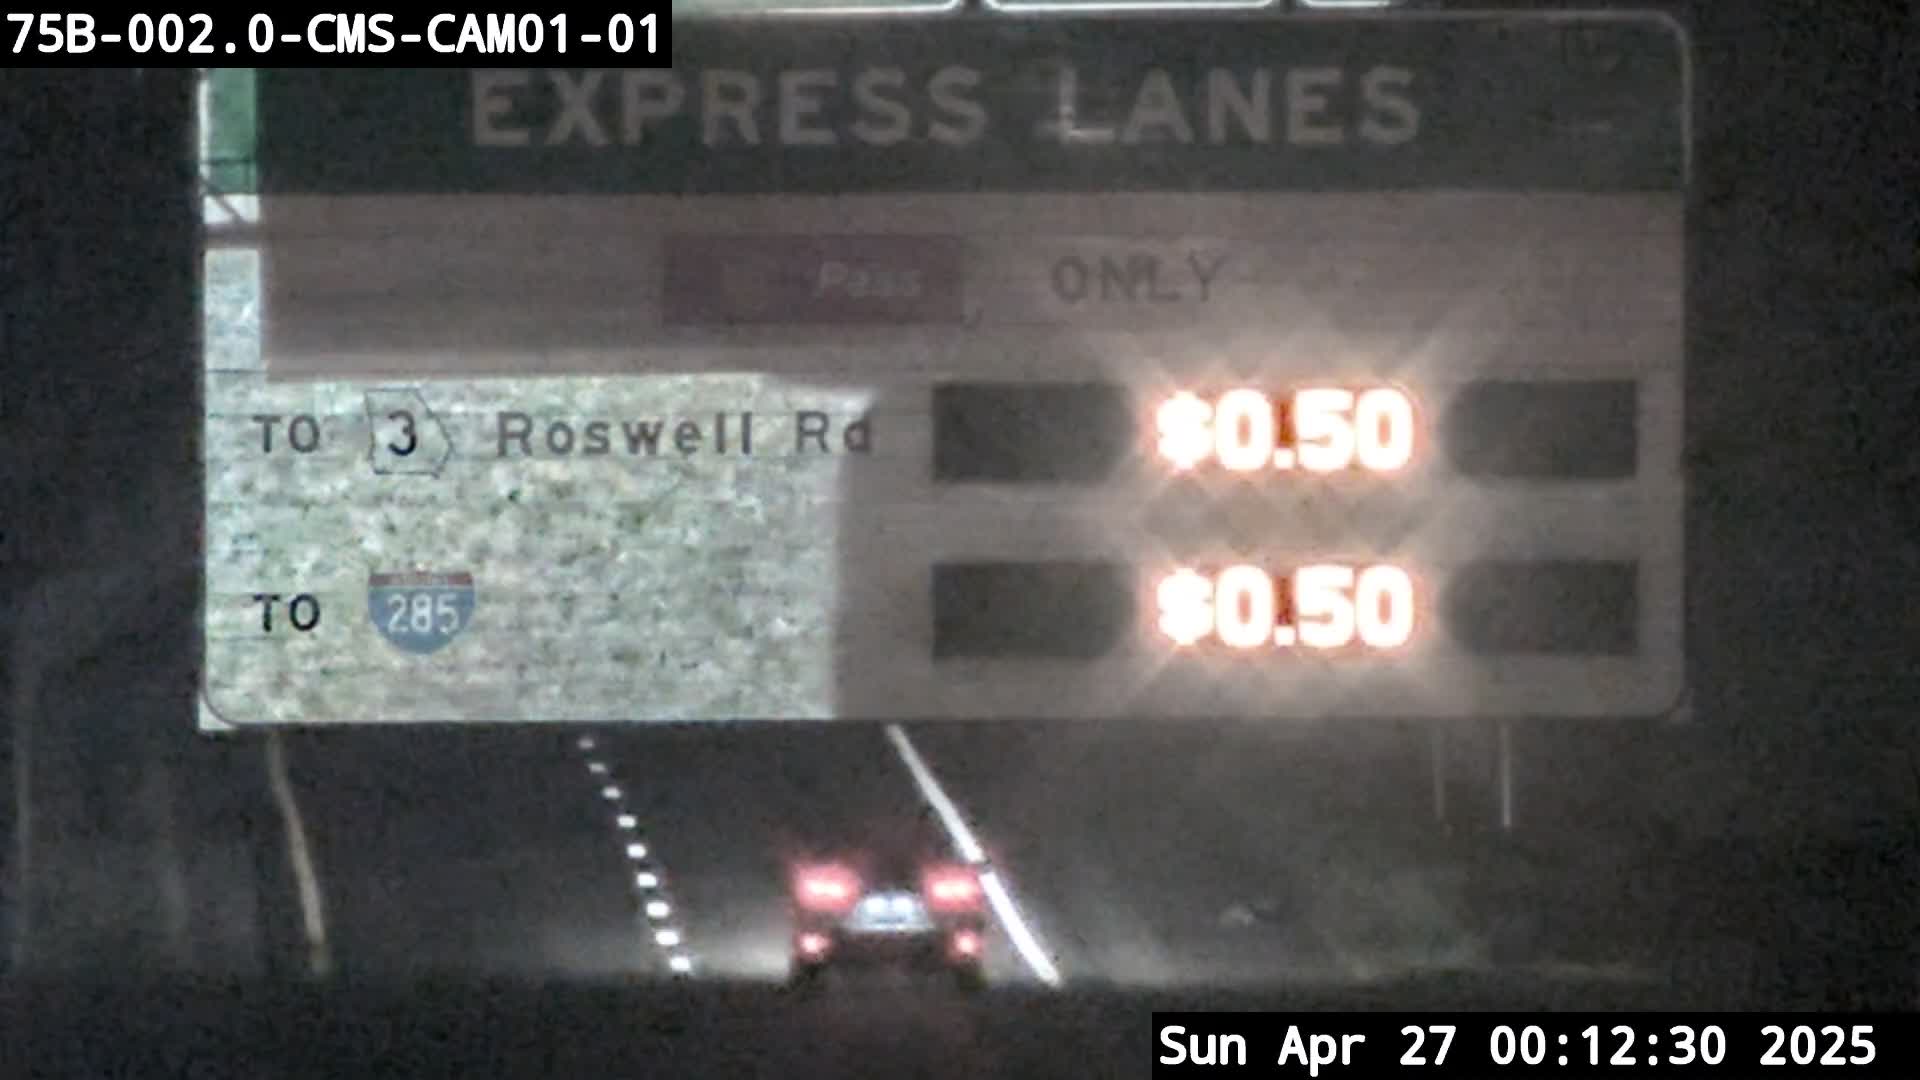 75B-002.0-CMS-CAM01-01
EXPRESS LANES
Pass ONLY
TO 3 Roswell Rd $0.50
TO 285 $0.50
Sun Apr 27 00:12:30 2025